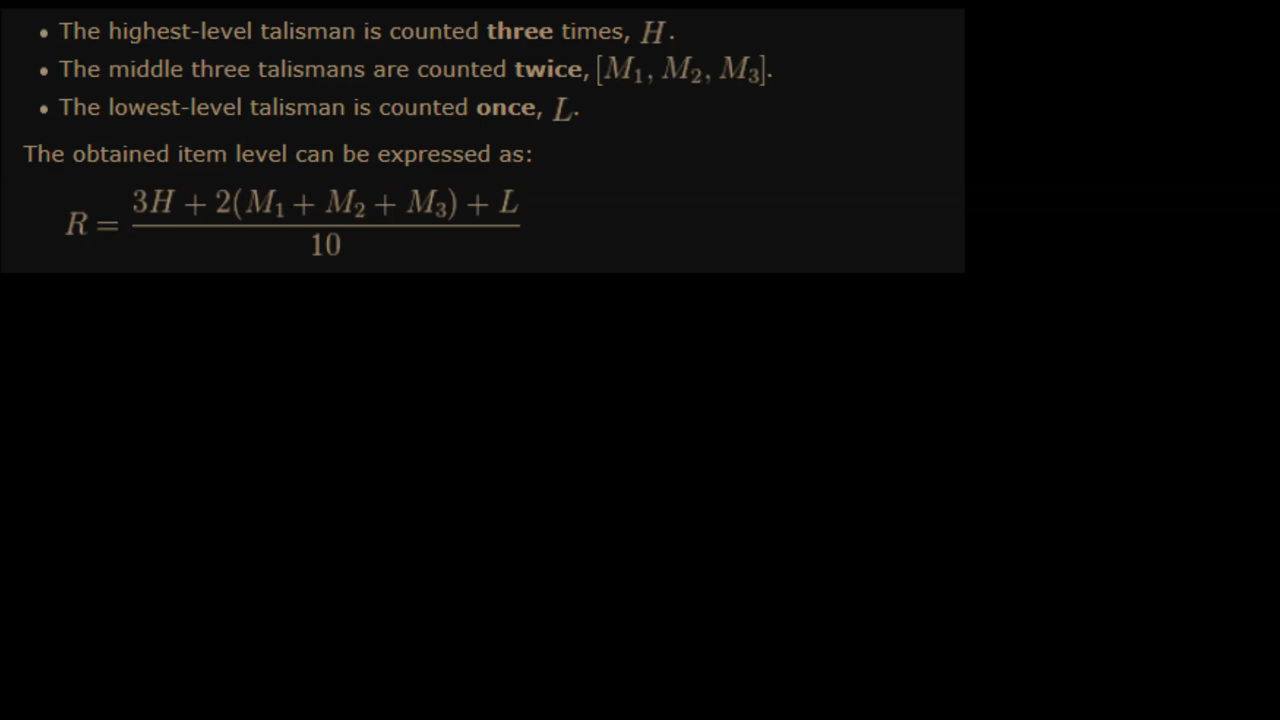 • The highest-level talisman is counted three times, H.
• The middle three talismans are counted twice, [M₁, M₂, M₃].
• The lowest-level talisman is counted once, L.
The obtained item level can be expressed as:
R = (3H + 2(M₁ + M₂ + M₃) + L) / 10